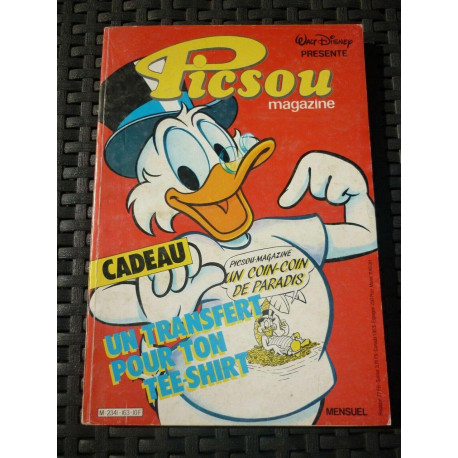 Walt Disney
PRÉSENTE
Picsou
magazine
CADEAU
PICSOU-MAGAZINE
UN COIN-COIN
DE PARADIS
UN TRANSFERT
POUR TON
TEE-SHIRT
MENSUEL